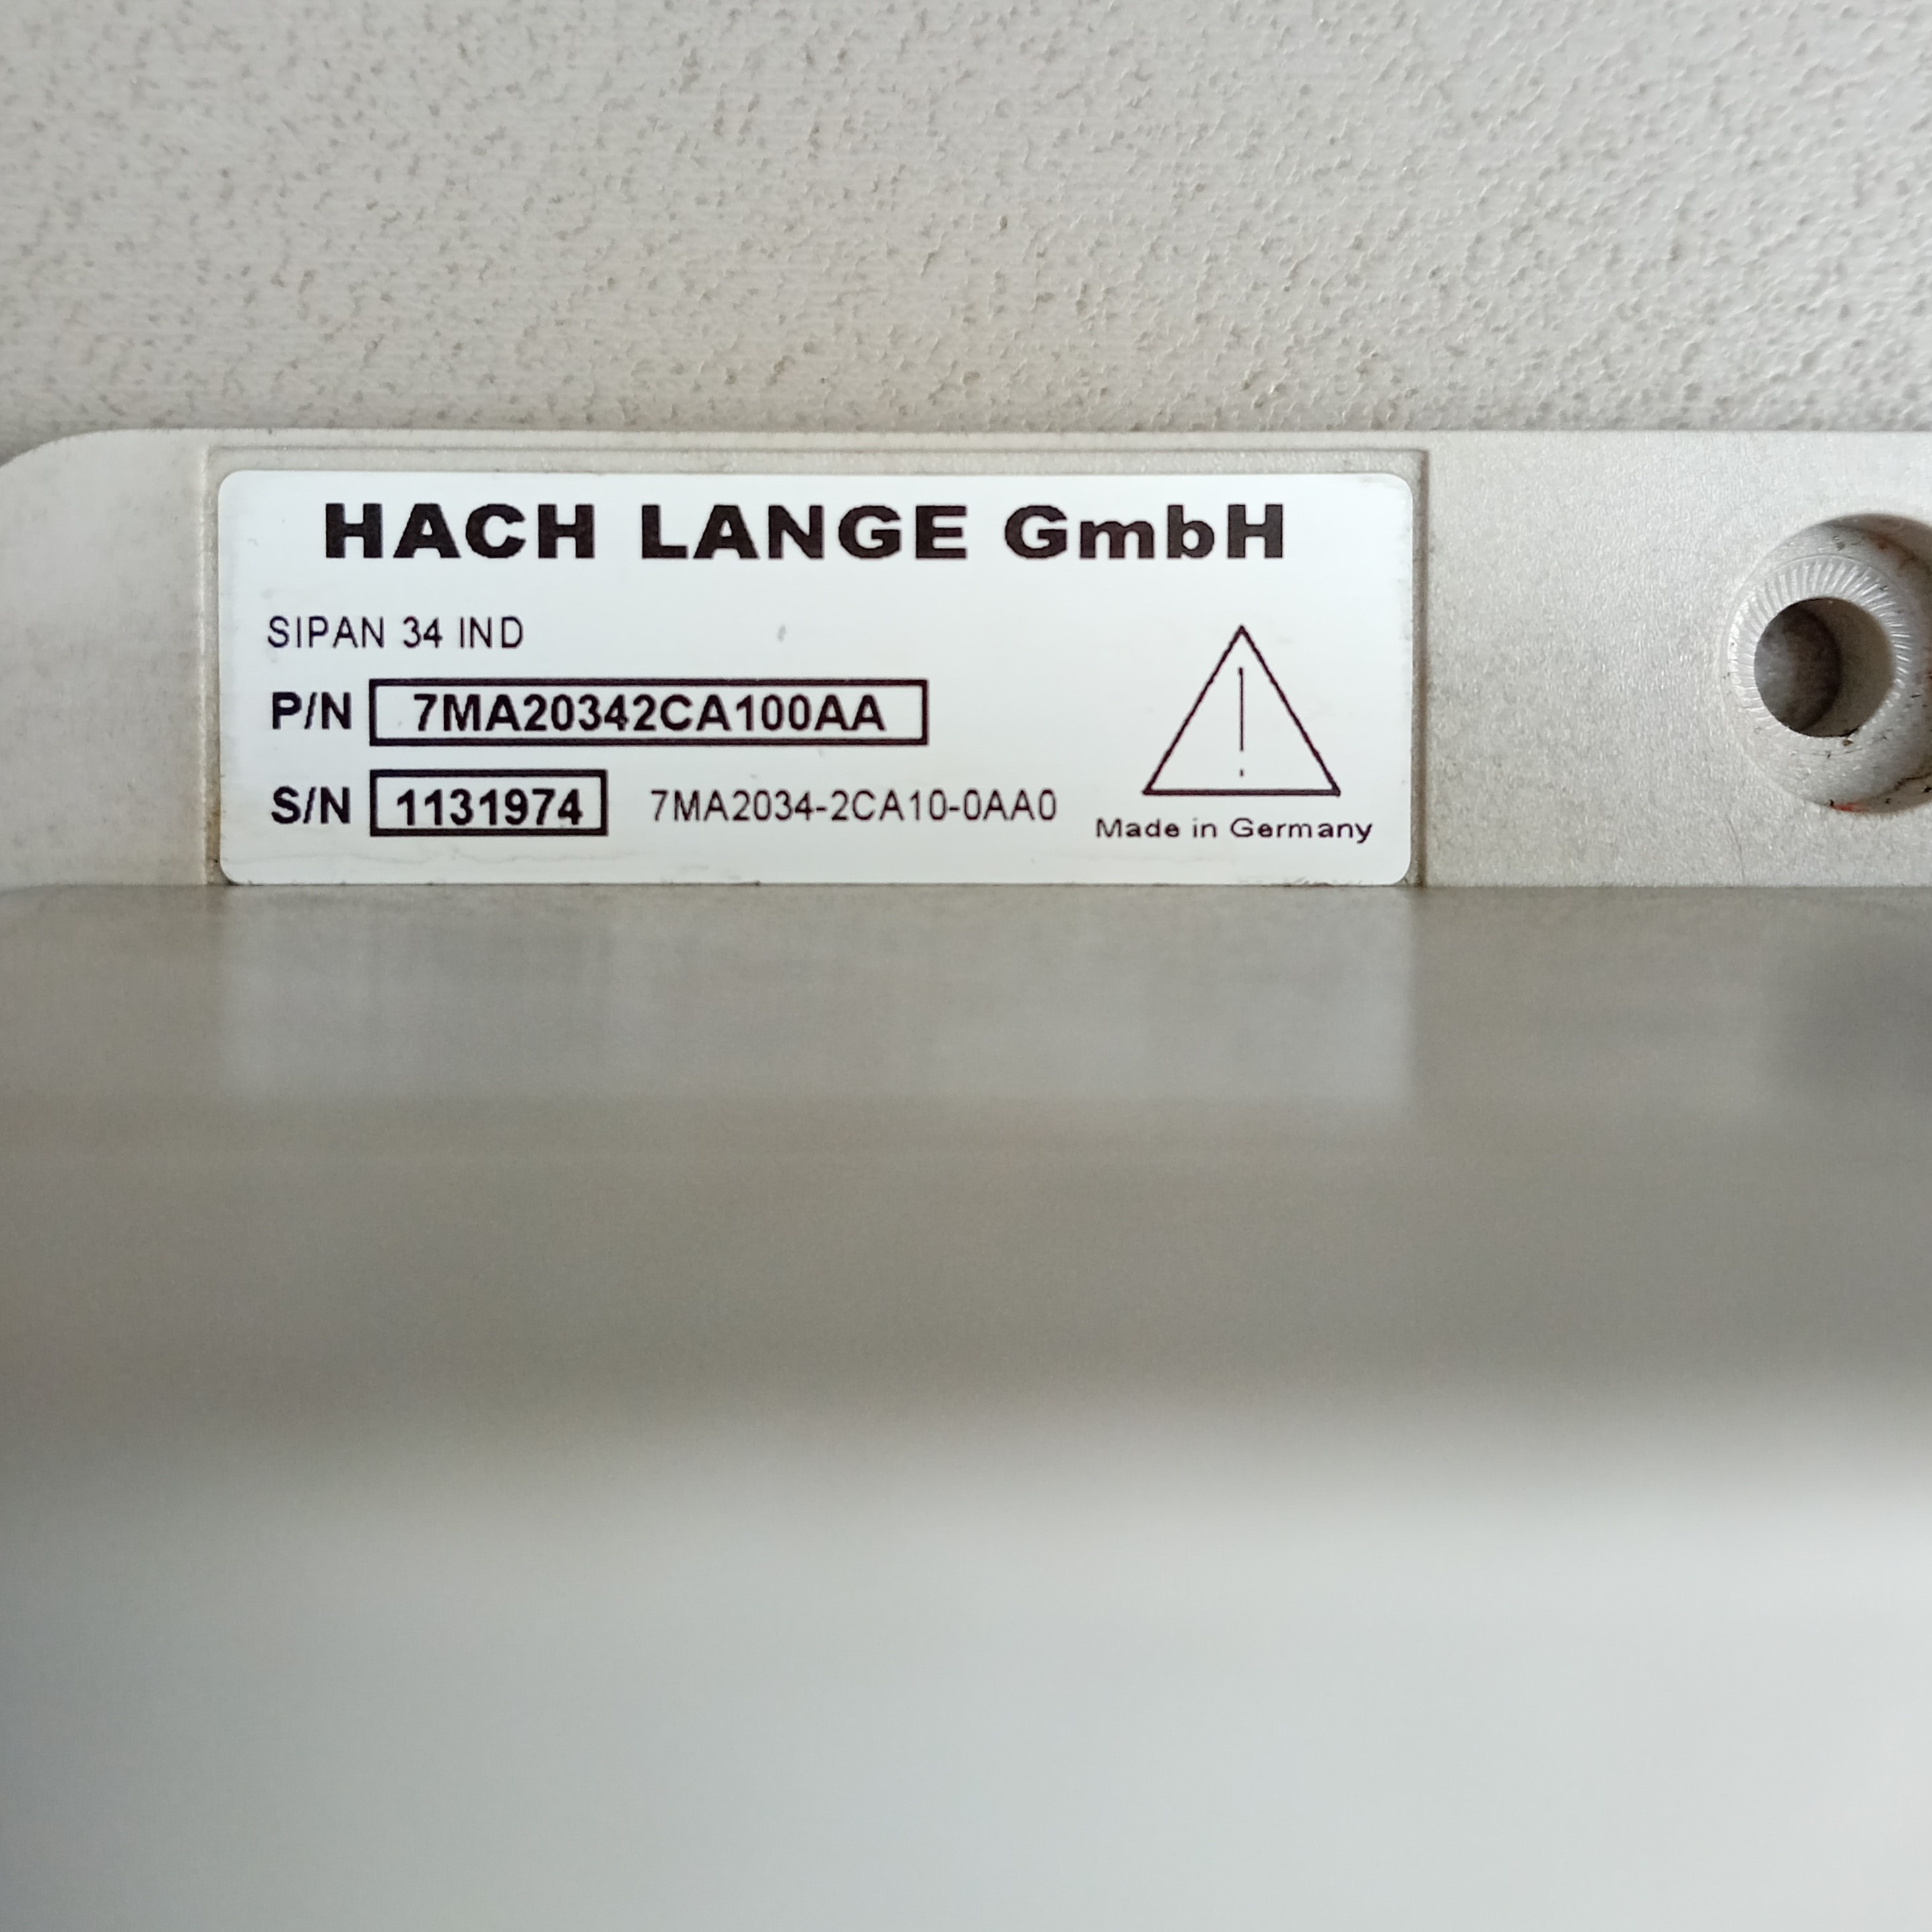 HACH LANGE GmbH
SIPAN 34 IND
P/N 7MA20342CA100AA
S/N 1131974 7MA2034-2CA10-0AA0
Made in Germany